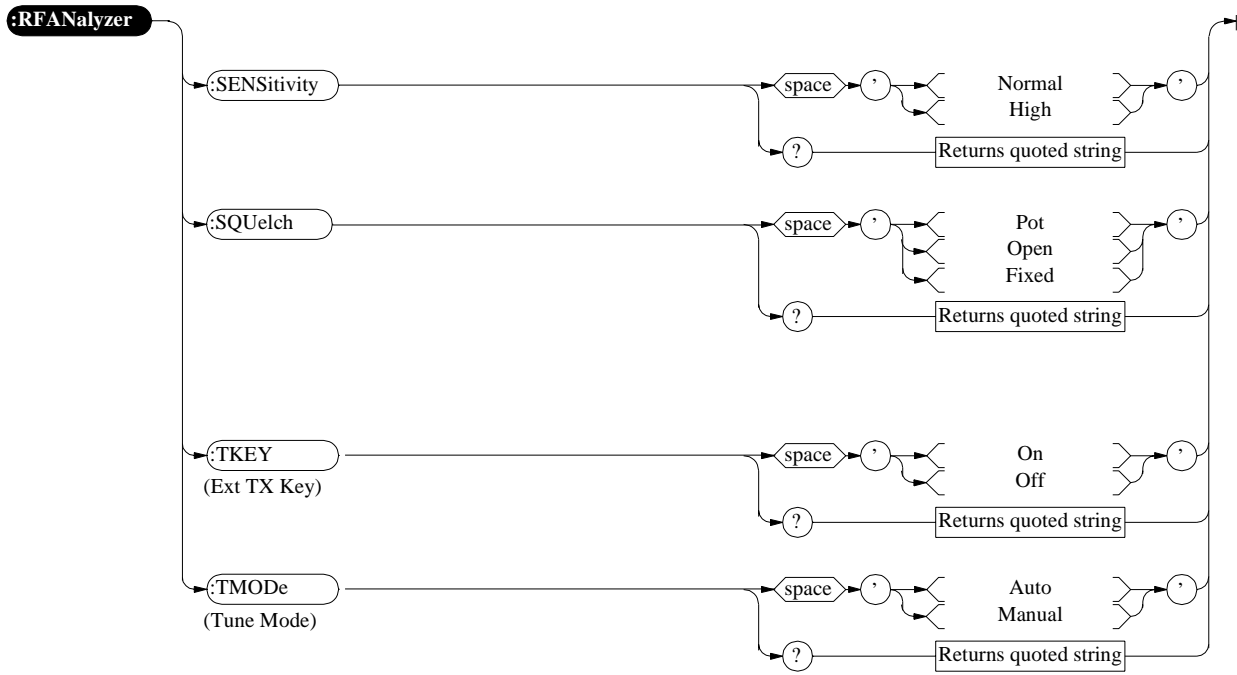 :RFANalyzer
:SENSitivity space ’ Normal ’
High
? Returns quoted string
:SQUelch space ’ Pot ’
Open
Fixed
? Returns quoted string
:TKEY space ’ On ’
(Ext TX Key) Off
? Returns quoted string
:TMODe space ’ Auto ’
(Tune Mode) Manual
? Returns quoted string